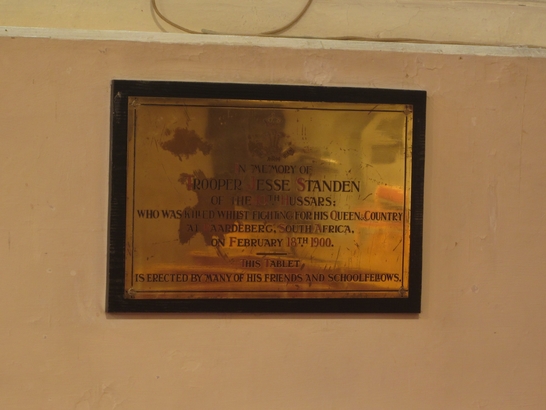 IN MEMORY OF
TROOPER JESSE STANDEN
OF THE TH HUSSARS:
WHO WAS KILLED WHILST FIGHTING FOR HIS QUEEN & COUNTRY
AT PAARDEBERG, SOUTH AFRICA,
ON FEBRUARY 18TH 1900.
THIS TABLET
IS ERECTED BY MANY OF HIS FRIENDS AND SCHOOLFELLOWS.